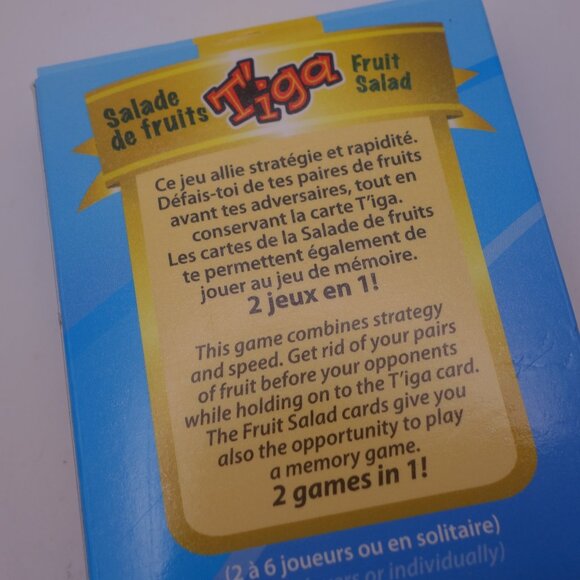 Salade de fruits
T'iga
Fruit Salad
Ce jeu allie stratégie et rapidité.
Défais-toi de tes paires de fruits
avant tes adversaires, tout en
conservant la carte T'iga.
Les cartes de la Salade de fruits
te permettent également de
jouer au jeu de mémoire.
2 jeux en 1!
This game combines strategy
and speed. Get rid of your pairs
of fruit before your opponents
while holding on to the T'iga card.
The Fruit Salad cards give you
also the opportunity to play
a memory game.
2 games in 1!
(2 à 6 joueurs ou en solitaire)
or individually)